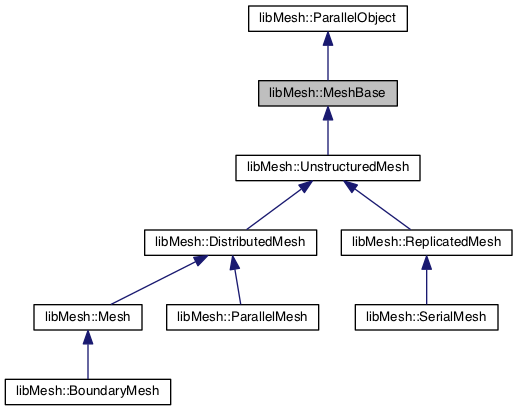 libMesh::ParallelObject
libMesh::MeshBase
libMesh::UnstructuredMesh
libMesh::DistributedMesh
libMesh::ReplicatedMesh
libMesh::Mesh
libMesh::ParallelMesh
libMesh::SerialMesh
libMesh::BoundaryMesh